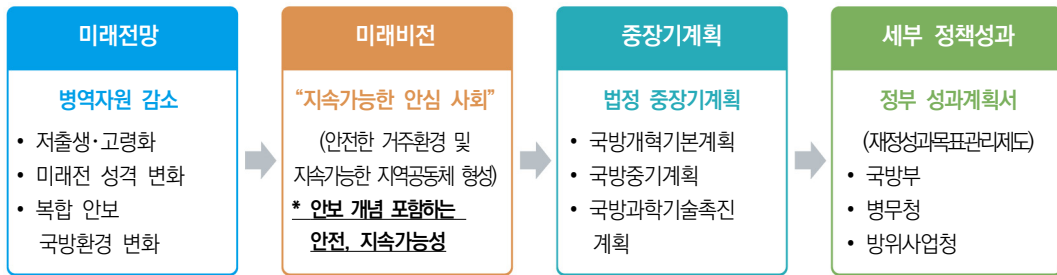 미래전망
병역자원 감소
• 저출생·고령화
• 미래전 성격 변화
• 복합 안보
국방환경 변화
미래비전
“지속가능한 안심 사회”
(안전한 거주환경 및
지속가능한 지역공동체 형성)
* 안보 개념 포함하는
안전, 지속가능성
중장기계획
법정 중장기계획
• 국방개혁기본계획
• 국방중기계획
• 국방과학기술촉진
계획
세부 정책성과
정부 성과계획서
(재정성과목표관리제도)
• 국방부
• 병무청
• 방위사업청